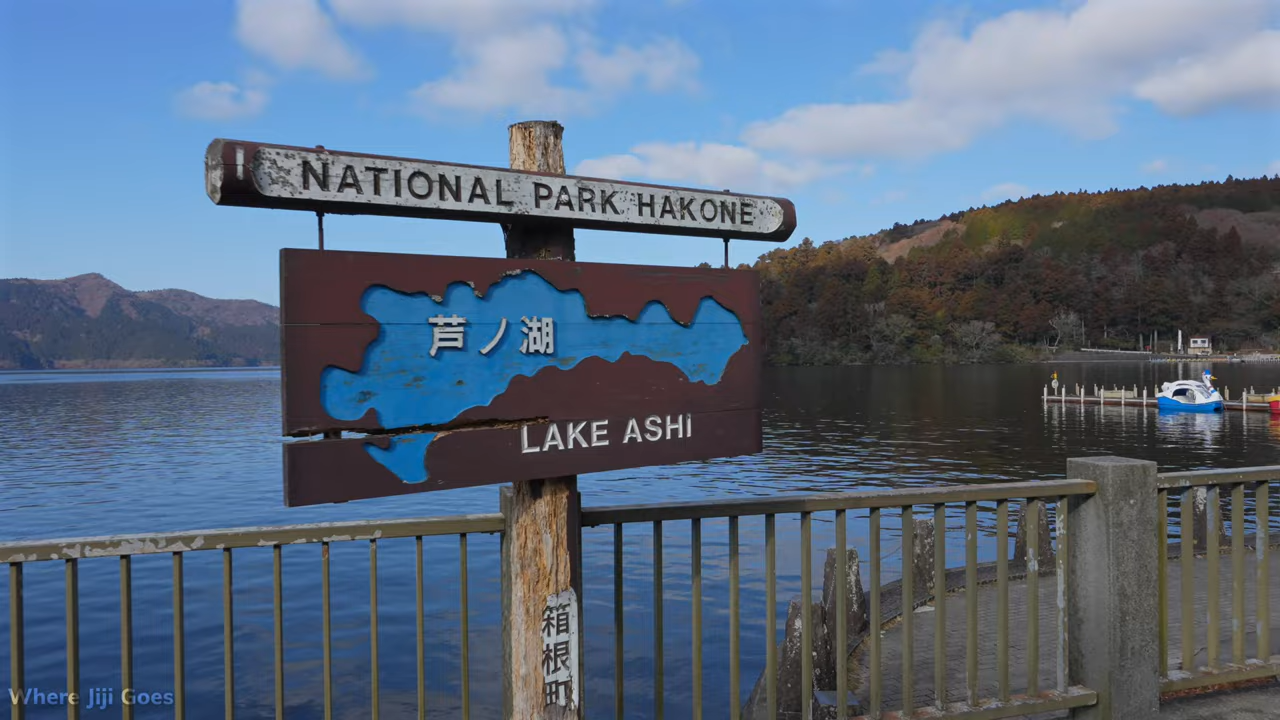 NATIONAL PARK HAKONE
芦ノ湖
LAKE ASHI
箱根町
Where Jiji Goes